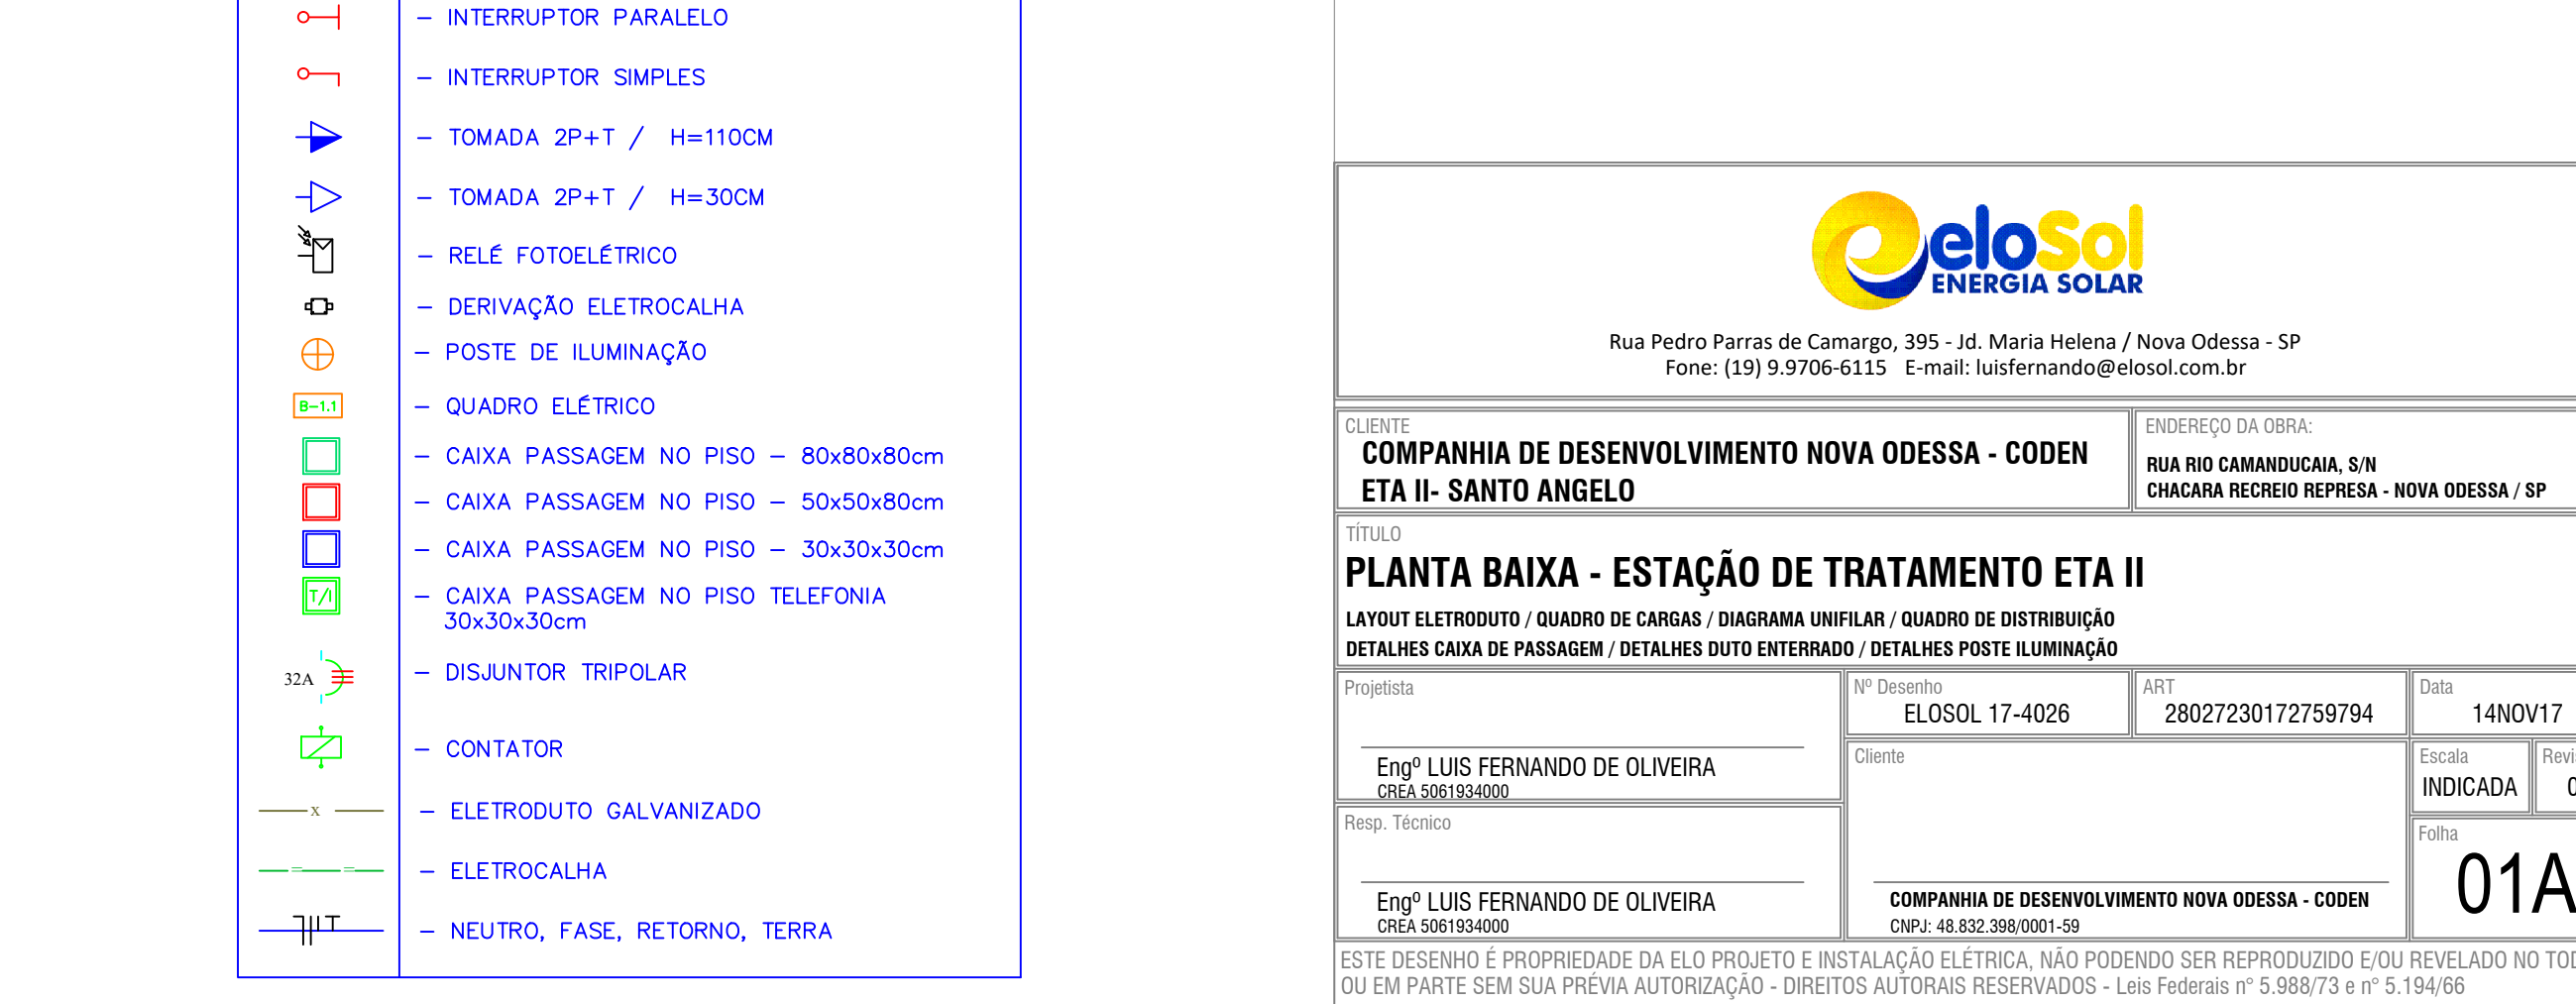 — INTERRUPTOR PARALELO
— INTERRUPTOR SIMPLES
— TOMADA 2P+T / H=110CM
— TOMADA 2P+T / H=30CM
— RELÉ FOTOELÉTRICO
— DERIVAÇÃO ELETROCALHA
— POSTE DE ILUMINAÇÃO
B-1.1 — QUADRO ELÉTRICO
— CAIXA PASSAGEM NO PISO — 80x80x80cm
— CAIXA PASSAGEM NO PISO — 50x50x80cm
— CAIXA PASSAGEM NO PISO — 30x30x30cm
T/I — CAIXA PASSAGEM NO PISO TELEFONIA
30x30x30cm
32A — DISJUNTOR TRIPOLAR
— CONTATOR
x — ELETRODUTO GALVANIZADO
— ELETROCALHA
— NEUTRO, FASE, RETORNO, TERRA
eloSol
ENERGIA SOLAR
Rua Pedro Parras de Camargo, 395 - Jd. Maria Helena / Nova Odessa - SP
Fone: (19) 9.9706-6115 E-mail: luisfernando@elosol.com.br
CLIENTE
COMPANHIA DE DESENVOLVIMENTO NOVA ODESSA - CODEN
ETA II- SANTO ANGELO
ENDEREÇO DA OBRA:
RUA RIO CAMANDUCAIA, S/N
CHACARA RECREIO REPRESA - NOVA ODESSA / SP
TÍTULO
PLANTA BAIXA - ESTAÇÃO DE TRATAMENTO ETA II
LAYOUT ELETRODUTO / QUADRO DE CARGAS / DIAGRAMA UNIFILAR / QUADRO DE DISTRIBUIÇÃO
DETALHES CAIXA DE PASSAGEM / DETALHES DUTO ENTERRADO / DETALHES POSTE ILUMINAÇÃO
Projetista
Engº LUIS FERNANDO DE OLIVEIRA
CREA 5061934000
Resp. Técnico
Engº LUIS FERNANDO DE OLIVEIRA
CREA 5061934000
Nº Desenho
ELOSOL 17-4026
ART
28027230172759794
Data
14NOV17
Cliente
COMPANHIA DE DESENVOLVIMENTO NOVA ODESSA - CODEN
CNPJ: 48.832.398/0001-59
Escala
INDICADA
Folha
01A
ESTE DESENHO É PROPRIEDADE DA ELO PROJETO E INSTALAÇÃO ELÉTRICA, NÃO PODENDO SER REPRODUZIDO E/OU REVELADO NO
OU EM PARTE SEM SUA PRÉVIA AUTORIZAÇÃO - DIREITOS AUTORAIS RESERVADOS - Leis Federais n° 5.988/73 e n° 5.194/66